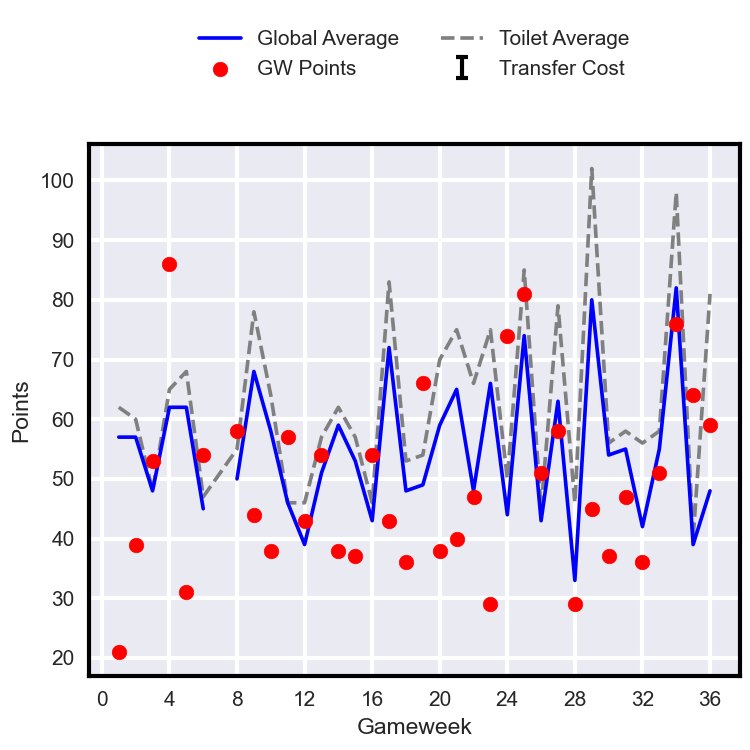 Global Average
GW Points
Toilet Average
Transfer Cost
Points
100
90
80
70
60
50
40
30
20
0 4 8 12 16 20 24 28 32 36
Gameweek